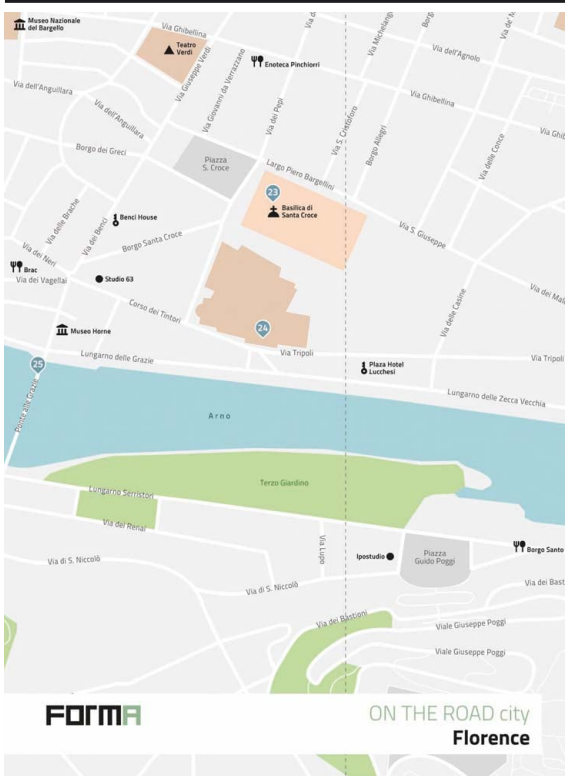 Museo Nazionale
del Bargello
Via Ghibellina
Teatro
Verdi
Via Giuseppe Verdi
Via Giovanni da Verrazzano
Enoteca Pinchiorri
Via Michelang
Via dell'Agnolo
Via Ghibellina
Via dell'Anguillara
Via dell'Anguillara
Via dei Pepi
Via S. Cristoforo
Borgo Allegri
Via delle Conce
Borgo dei Greci
Piazza
S. Croce
Largo Piero Bargellini
23
Basilica di
Santa Croce
Via delle Brache
Via dei Benci
Benci House
Borgo Santa Croce
Via S. Giuseppe
Via dei Neri
Brac
Via dei Vagellai
Studio 63
Corso dei Tintori
Via delle Casine
Museo Horne
24
Via Tripoli
Via Tripoli
Plaza Hotel
Lucchesi
Lungarno delle Grazie
25
Lungarno delle Zecca Vecchia
Ponte alle Grazie
Arno
Terzo Giardino
Lungarno Serristori
Via dei Renai
Via Lupo
Ipostudio
Piazza
Guido Poggi
Borgo Santo
Via di S. Niccolò
Via di S. Niccolò
Via dei Bast
Via dei Bastioni
Viale Giuseppe Poggi
Viale Giuseppe Poggi
FORMA
ON THE ROAD city
Florence